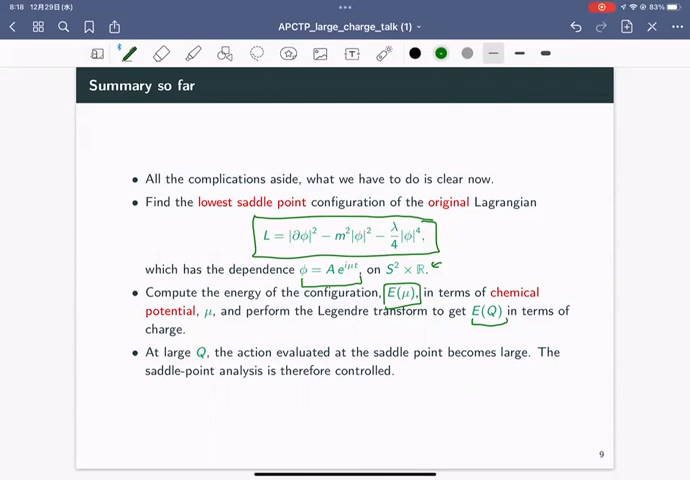 8:18 12月29日(水)
83%
APCTP_large_charge_talk (1)
Summary so far
• All the complications aside, what we have to do is clear now.
• Find the lowest saddle point configuration of the original Lagrangian
L = |∂ϕ|² − m²|ϕ|² − λ/4 |ϕ|⁴,
which has the dependence ϕ = A e^{iμt} on S² × ℝ.
• Compute the energy of the configuration, E(μ), in terms of chemical
potential, μ, and perform the Legendre transform to get E(Q) in terms of
charge.
• At large Q, the action evaluated at the saddle point becomes large. The
saddle-point analysis is therefore controlled.
9